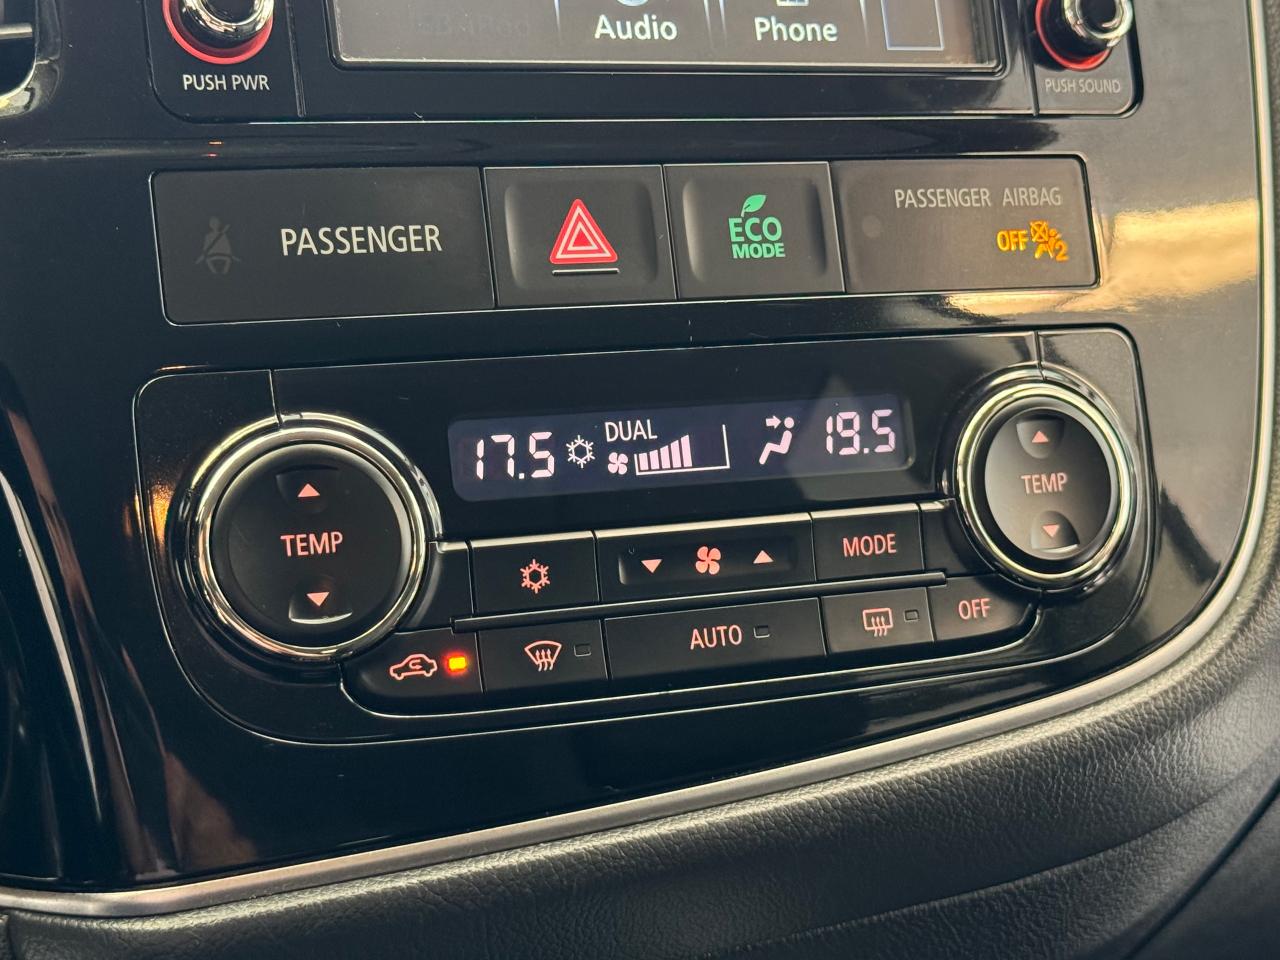 Audio
Phone
PUSH PWR
PUSH SOUND
PASSENGER
ECO
MODE
PASSENGER AIRBAG
OFF
2
17.5
DUAL
19.5
TEMP
TEMP
MODE
AUTO
OFF